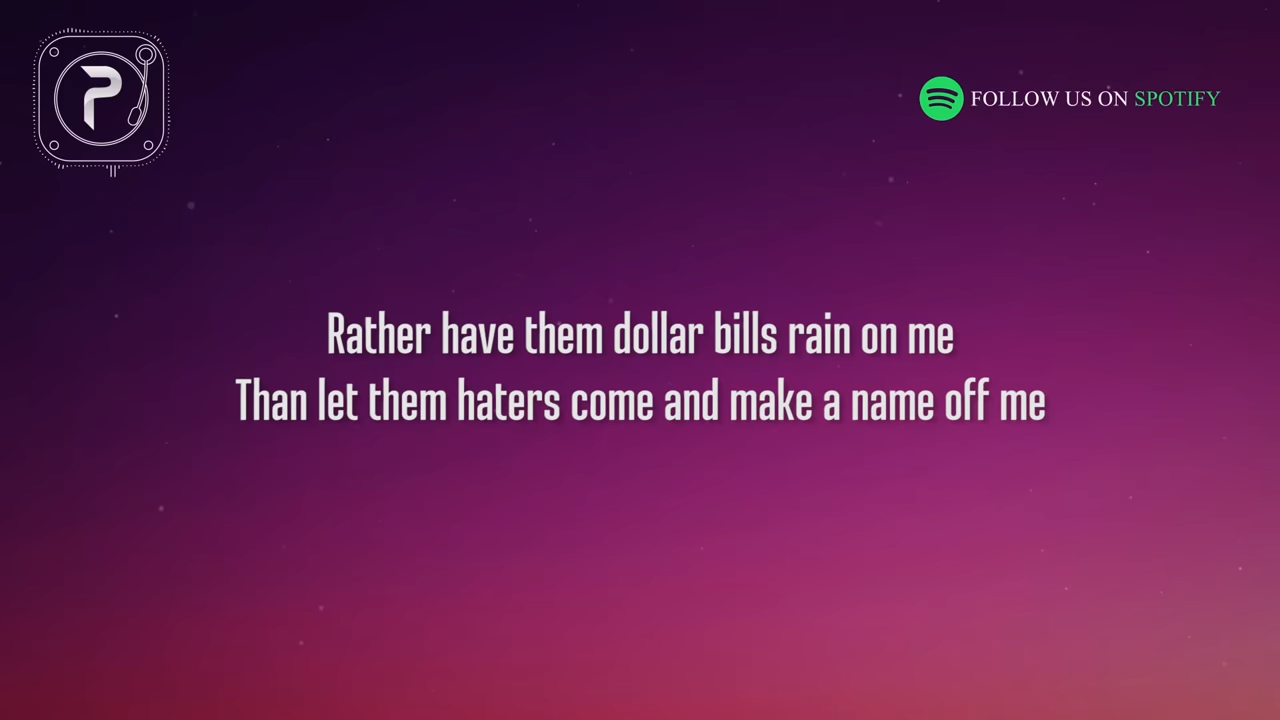 P
FOLLOW US ON SPOTIFY
Rather have them dollar bills rain on me
Than let them haters come and make a name off me